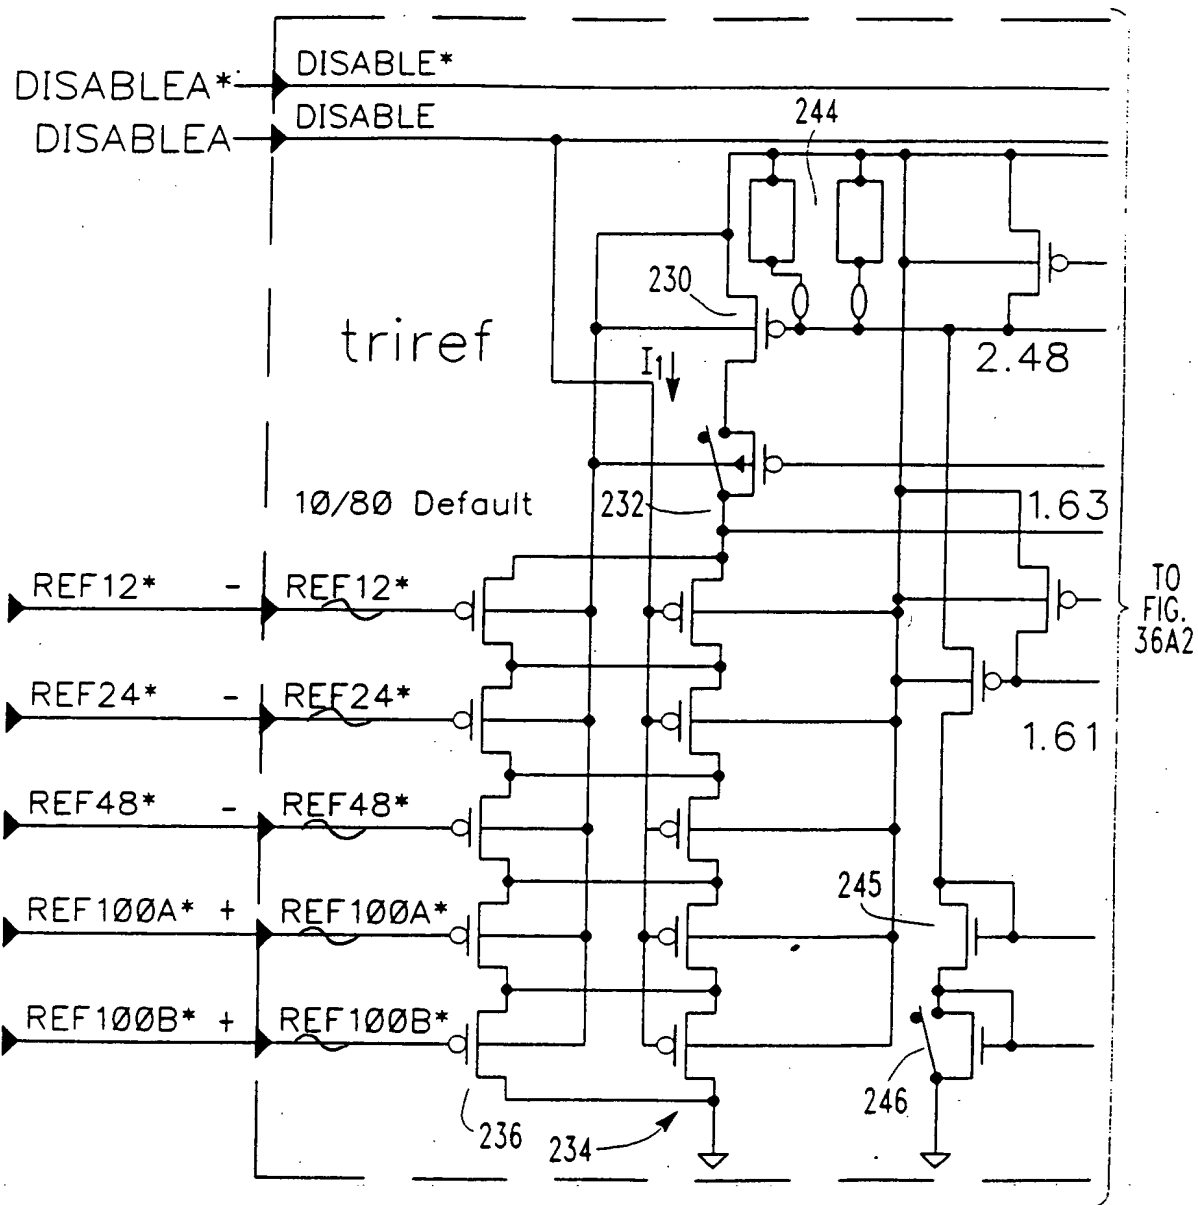 DISABLEA*
DISABLE*
DISABLEA
DISABLE
244
230
triref
I1
2.48
10/80 Default
232
1.63
REF12* -
REF12*
TO
FIG.
36A2
REF24* -
REF24*
1.61
REF48* -
REF48*
245
REF100A* +
REF100A*
REF100B* +
REF100B*
246
236
234